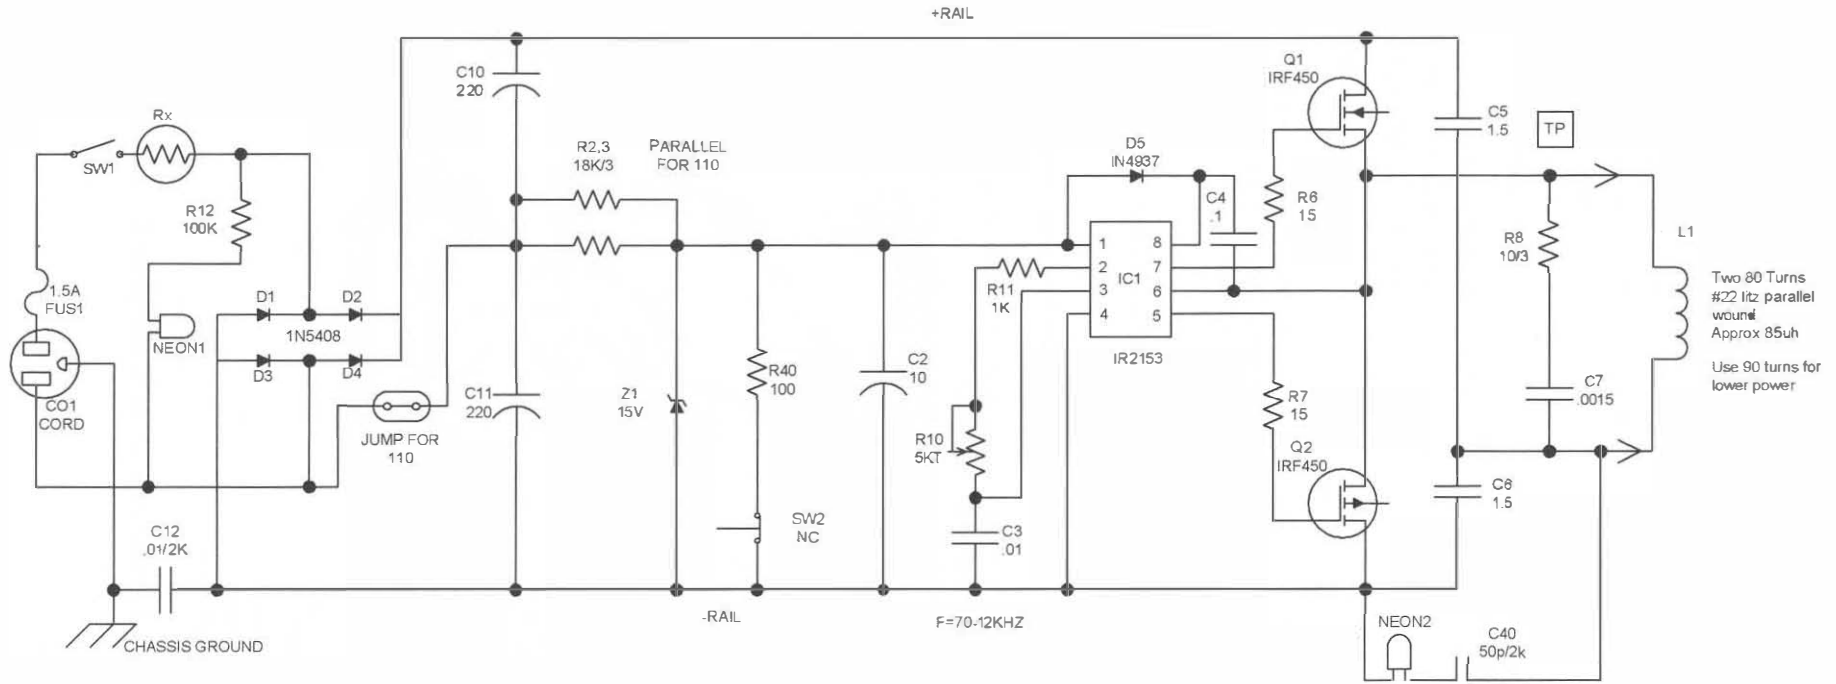 +RAIL
C10
220
Q1
IRF450
Rx
C5
1.5
TP
SW1
R2,3
18K/3
PARALLEL
FOR 110
D5
IN4937
C4
.1
R6
15
R12
100K
1
2
3
4
8
7
6
5
IC1
IR2153
R11
1K
R8
10/3
L1
Two 80 Turns
#22 litz parallel
wound
Approx 85uh
Use 90 turns for
lower power
1.5A
FUS1
D1
D2
1N5408
NEON1
D3
D4
CO1
CORD
JUMP FOR
110
C11
220
Z1
15V
R40
100
C2
10
R10
5KT
R7
15
Q2
IRF450
C7
.0015
C6
1.5
C12
.01/2K
SW2
NC
C3
.01
-RAIL
F=70-12KHZ
CHASSIS GROUND
NEON2
C40
50p/2k